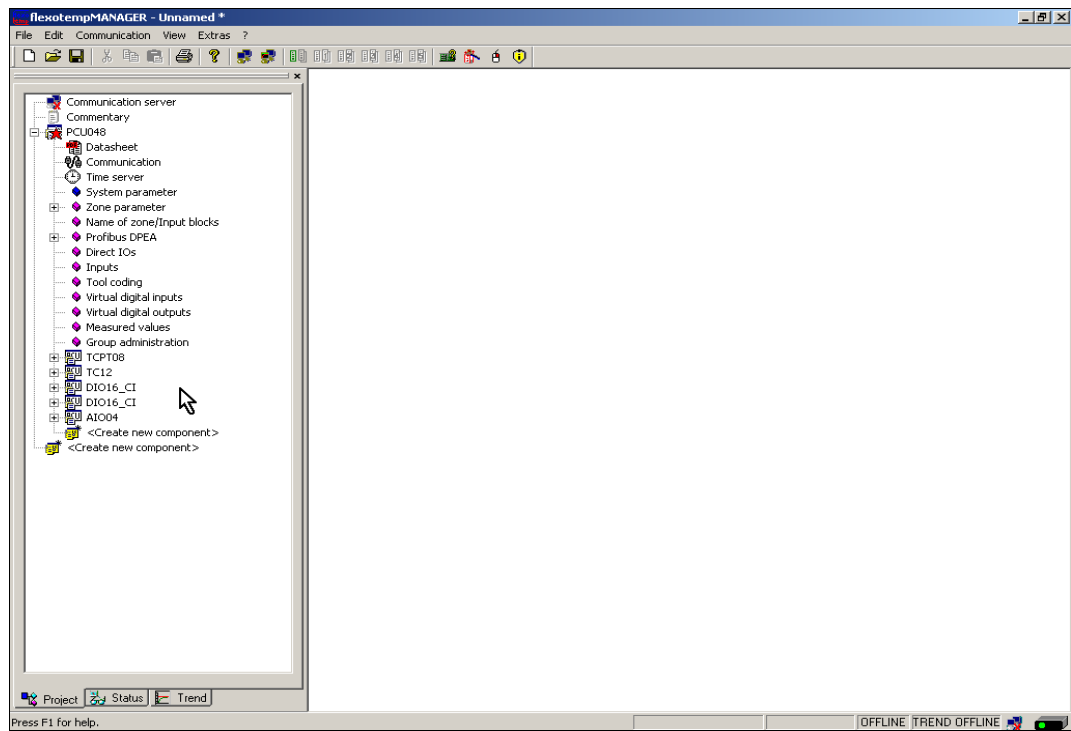 flexotempMANAGER - Unnamed *
File Edit Communication View Extras ?
Communication server
Commentary
PCU048
Datasheet
Communication
Time server
System parameter
Zone parameter
Name of zone/Input blocks
Profibus DPEA
Direct IOs
Inputs
Tool coding
Virtual digital inputs
Virtual digital outputs
Measured values
Group administration
TCPT08
TC12
DIO16_CI
DIO16_CI
AIO04
<Create new component>
<Create new component>
Project Status Trend
Press F1 for help. OFFLINE TREND OFFLINE